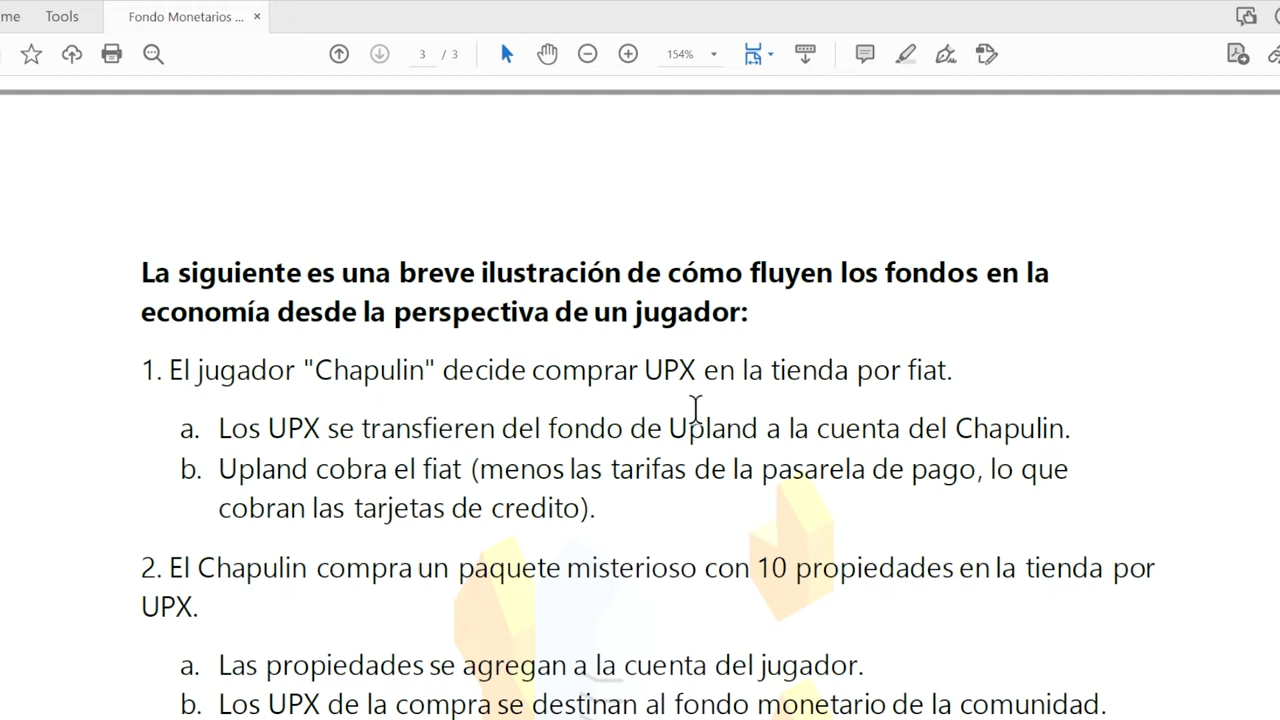 me Tools Fondo Monetarios ... ×
3 / 3 154%
La siguiente es una breve ilustración de cómo fluyen los fondos en la
economía desde la perspectiva de un jugador:
1. El jugador "Chapulin" decide comprar UPX en la tienda por fiat.
a. Los UPX se transfieren del fondo de Upland a la cuenta del Chapulin.
b. Upland cobra el fiat (menos las tarifas de la pasarela de pago, lo que
cobran las tarjetas de credito).
2. El Chapulin compra un paquete misterioso con 10 propiedades en la tienda por
UPX.
a. Las propiedades se agregan a la cuenta del jugador.
b. Los UPX de la compra se destinan al fondo monetario de la comunidad.